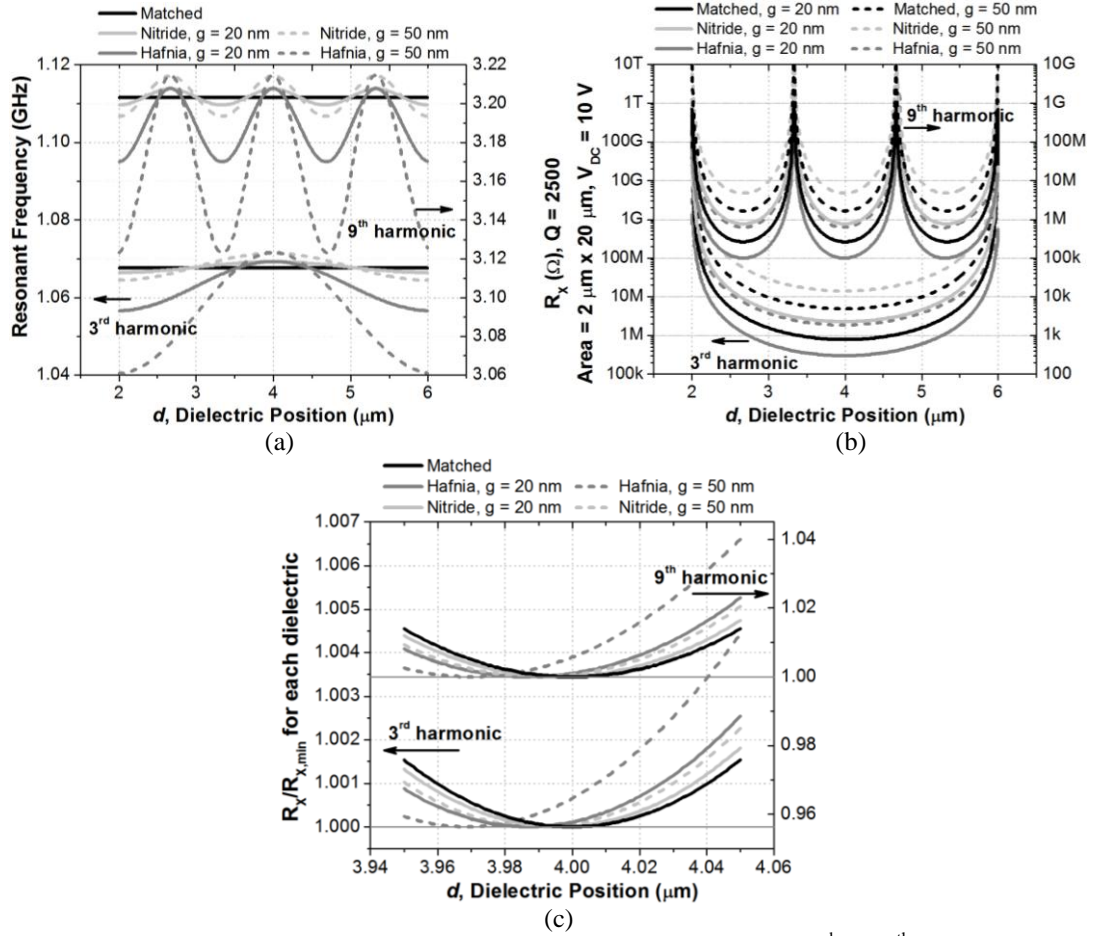 Matched
Nitride, g = 20 nm Nitride, g = 50 nm
Hafnia, g = 20 nm Hafnia, g = 50 nm
1.12
1.10
1.08
1.06
1.04
Resonant Frequency (GHz)
3.22
3.20
3.18
3.16
3.14
3.12
3.10
3.08
3.06
9th harmonic
3rd harmonic
2 3 4 5 6
d, Dielectric Position (μm)
(a)
Matched, g = 20 nm Matched, g = 50 nm
Nitride, g = 20 nm Nitride, g = 50 nm
Hafnia, g = 20 nm Hafnia, g = 50 nm
RX (Ω), Q = 2500
Area = 2 μm x 20 μm, VDC = 10 V
10T
1T
100G
10G
1G
100M
10M
1M
100k
10G
1G
100M
10M
1M
100k
10k
1k
100
9th harmonic
3rd harmonic
2 3 4 5 6
d, Dielectric Position (μm)
(b)
Matched
Hafnia, g = 20 nm Hafnia, g = 50 nm
Nitride, g = 20 nm Nitride, g = 50 nm
RX/RX,min for each dielectric
1.007
1.006
1.005
1.004
1.003
1.002
1.001
1.000
1.04
1.02
1.00
0.98
0.96
9th harmonic
3rd harmonic
3.94 3.96 3.98 4.00 4.02 4.04 4.06
d, Dielectric Position (μm)
(c)